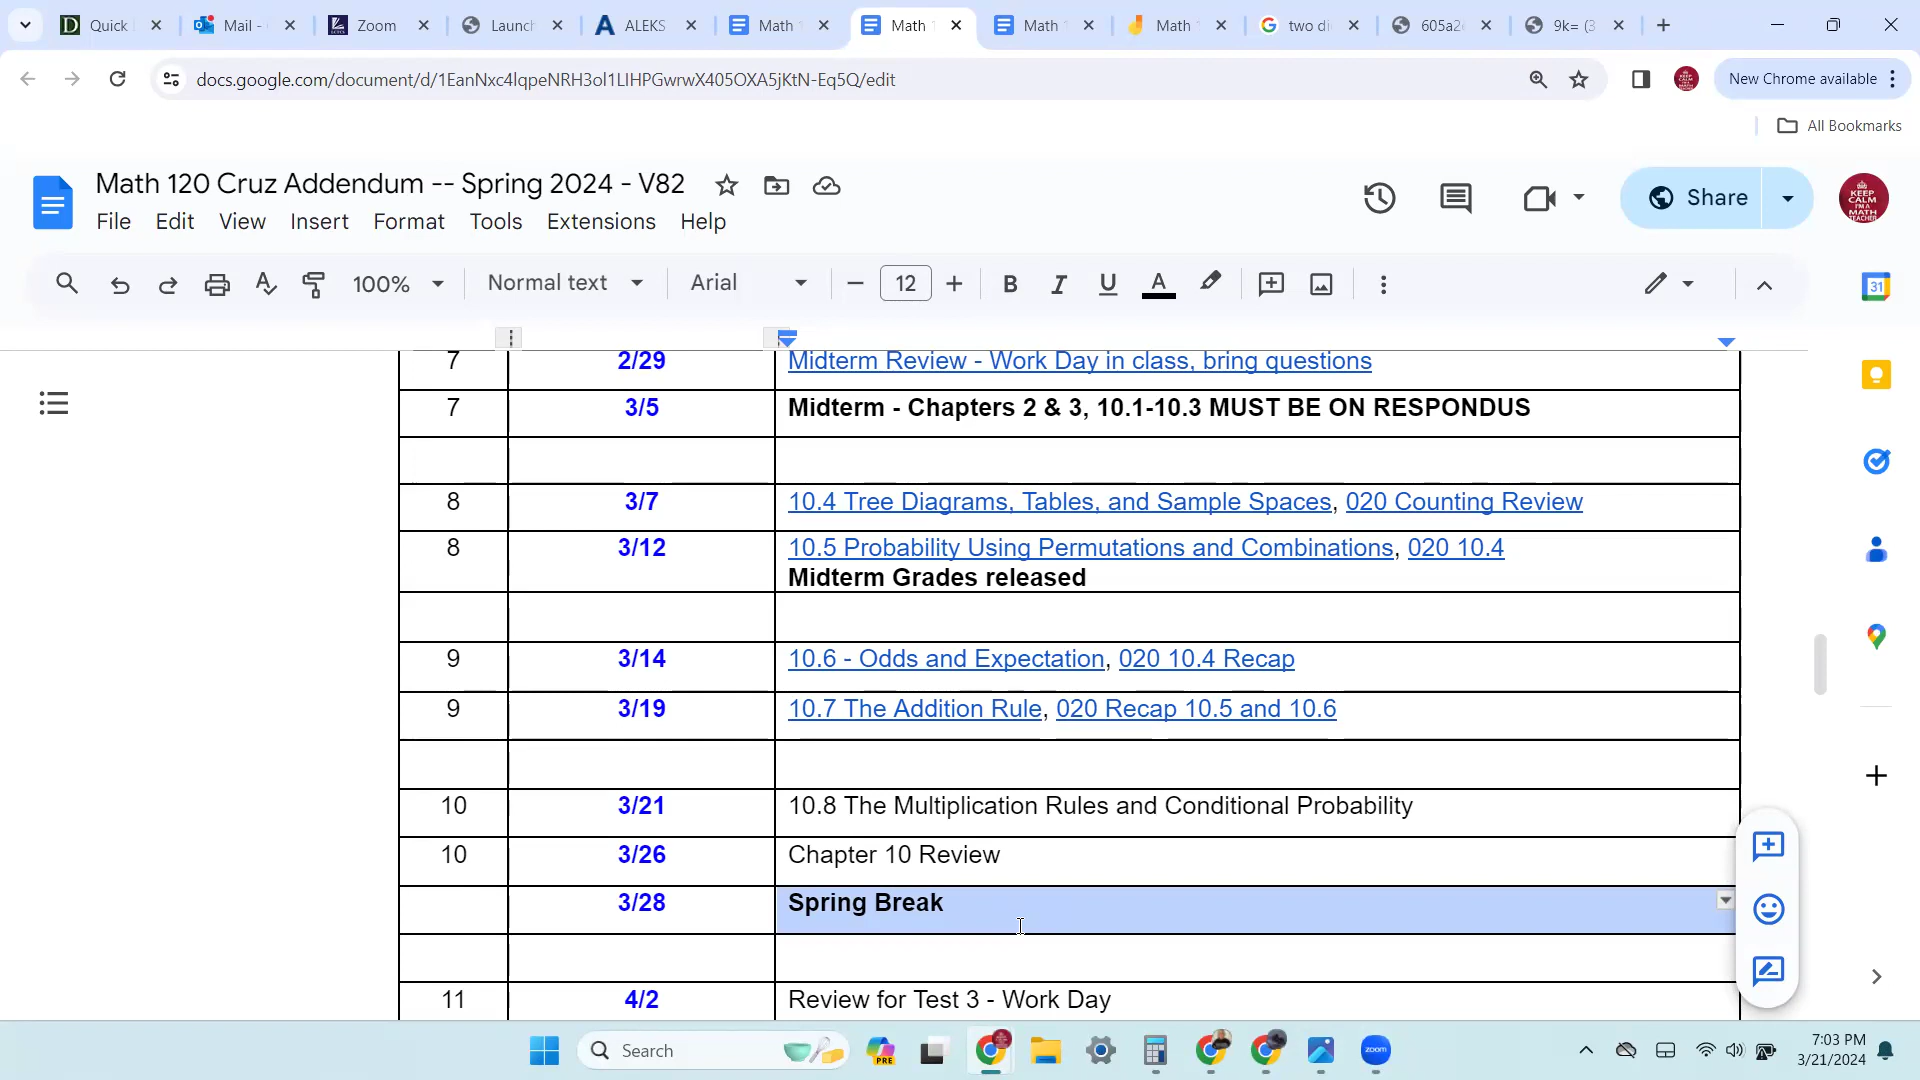 Quick
Mail -
Zoom
Launch
ALEKS
Math
Math
Math
Math
two di
605a2
9k= (3
docs.google.com/document/d/1EanNxc4lqpeNRH3ol1LIHPGwrwX405OXA5jKtN-Eq5Q/edit
New Chrome available
All Bookmarks
Math 120 Cruz Addendum -- Spring 2024 - V82
File Edit View Insert Format Tools Extensions Help
Share
KEEP CALM I'M A MATH TEACHER
100% Normal text Arial 12 B I U A
31
7 2/29 Midterm Review - Work Day in class, bring questions
7 3/5 Midterm - Chapters 2 & 3, 10.1-10.3 MUST BE ON RESPONDUS
8 3/7 10.4 Tree Diagrams, Tables, and Sample Spaces, 020 Counting Review
8 3/12 10.5 Probability Using Permutations and Combinations, 020 10.4
Midterm Grades released
9 3/14 10.6 - Odds and Expectation, 020 10.4 Recap
9 3/19 10.7 The Addition Rule, 020 Recap 10.5 and 10.6
10 3/21 10.8 The Multiplication Rules and Conditional Probability
10 3/26 Chapter 10 Review
3/28 Spring Break
11 4/2 Review for Test 3 - Work Day
Search
PRE
zoom
7:03 PM
3/21/2024